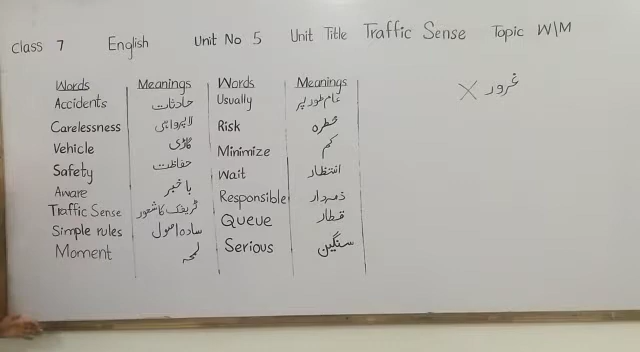 Class 7 English Unit No 5 Unit Title Traffic Sense Topic W\M
Words Meanings Words Meanings
Accidents حادثات Usually عام طور پر
Carelessness لاپرواہی Risk خطرہ
Vehicle گاڑی Minimize کم
Safety حفاظت Wait انتظار
Aware باخبر Responsible ذمہدار
Traffic Sense ٹریفک کا شعور Queue قطار
Simple rules سادہ اصول Serious سنگین
Moment لمحہ
غرور X